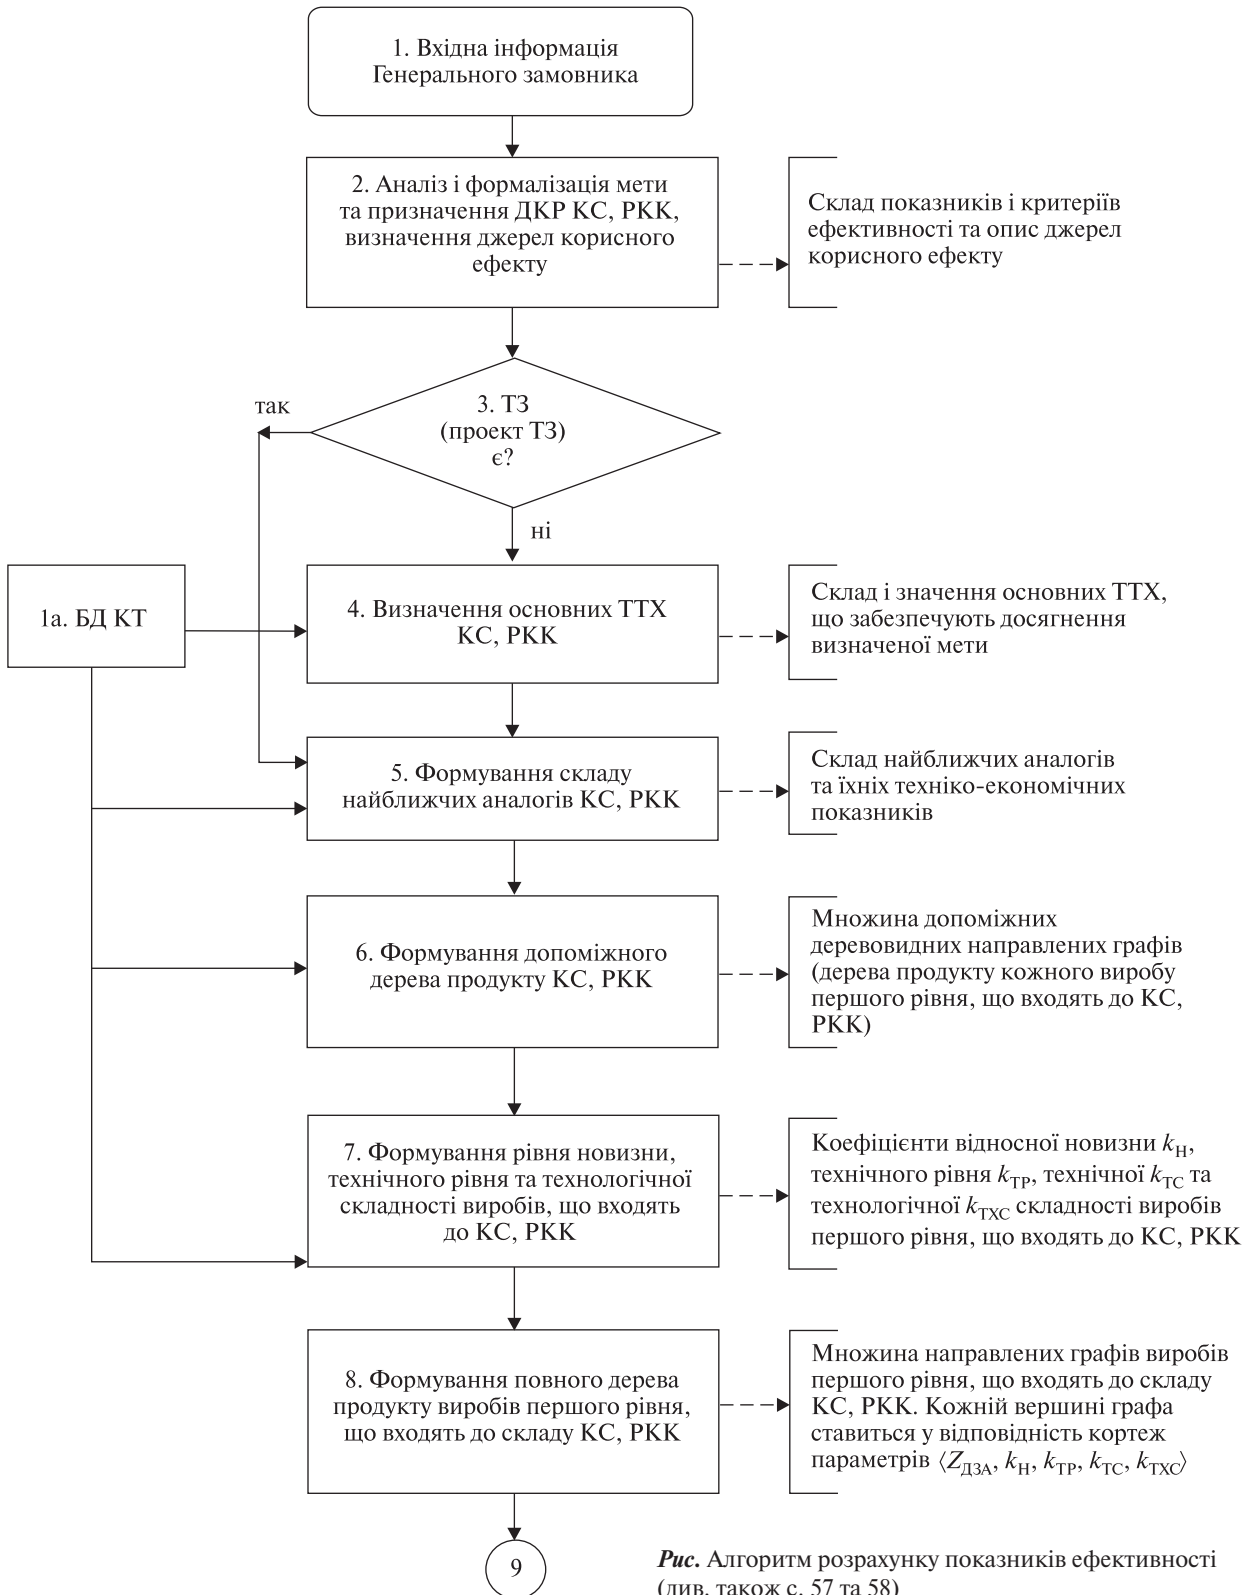 1. Вхідна інформація
Генерального замовника
2. Аналіз і формалізація мети
та призначення ДКР КС, РКК,
визначення джерел корисного
ефекту
Склад показників і критеріїв
ефективності та опис джерел
корисного ефекту
так
3. ТЗ
(проект ТЗ)
є?
ні
1а. БД КТ
4. Визначення основних ТТХ
КС, РКК
Склад і значення основних ТТХ,
що забезпечують досягнення
визначеної мети
5. Формування складу
найближчих аналогів КС, РКК
Склад найближчих аналогів
та їхніх техніко-економічних
показників
6. Формування допоміжного
дерева продукту КС, РКК
Множина допоміжних
деревовидних направлених графів
(дерева продукту кожного виробу
першого рівня, що входять до КС,
РКК)
7. Формування рівня новизни,
технічного рівня та технологічної
складності виробів, що входять
до КС, РКК
Коефіцієнти відносної новизни kН,
технічного рівня kТР, технічної kТС та
технологічної kТХС складності виробів
першого рівня, що входять до КС, РКК
8. Формування повного дерева
продукту виробів першого рівня,
що входять до складу КС, РКК
Множина направлених графів виробів
першого рівня, що входять до складу
КС, РКК. Кожній вершині графа
ставиться у відповідність кортеж
параметрів ⟨ZДЗА, kН, kТР, kТС, kТХС⟩
9
Рис. Алгоритм розрахунку показників ефективності
(див. також с. 57 та 58)